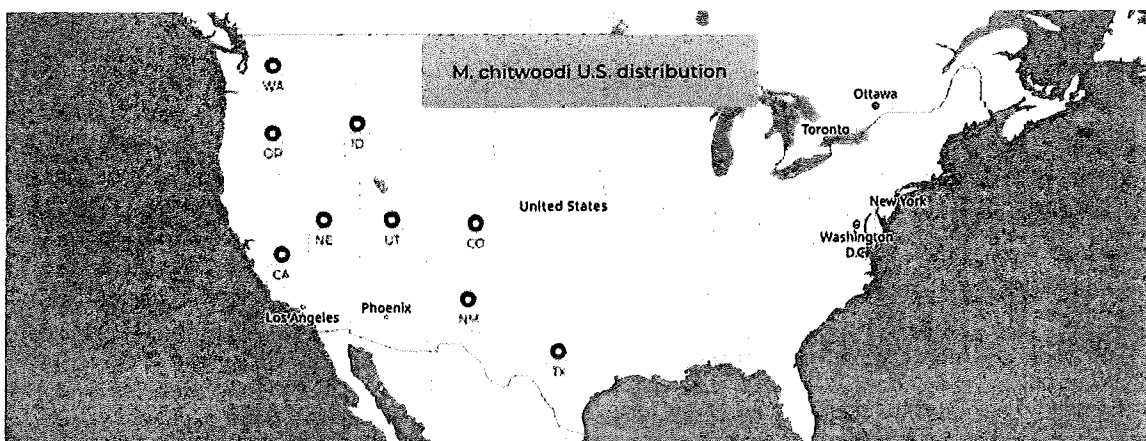 M. chitwoodi U.S. distribution
WA
Ottawa
Toronto
OR
ID
United States
New York
NE
UT
CO
Washington
D.C.
CA
Phoenix
Los Angeles
NM
TX